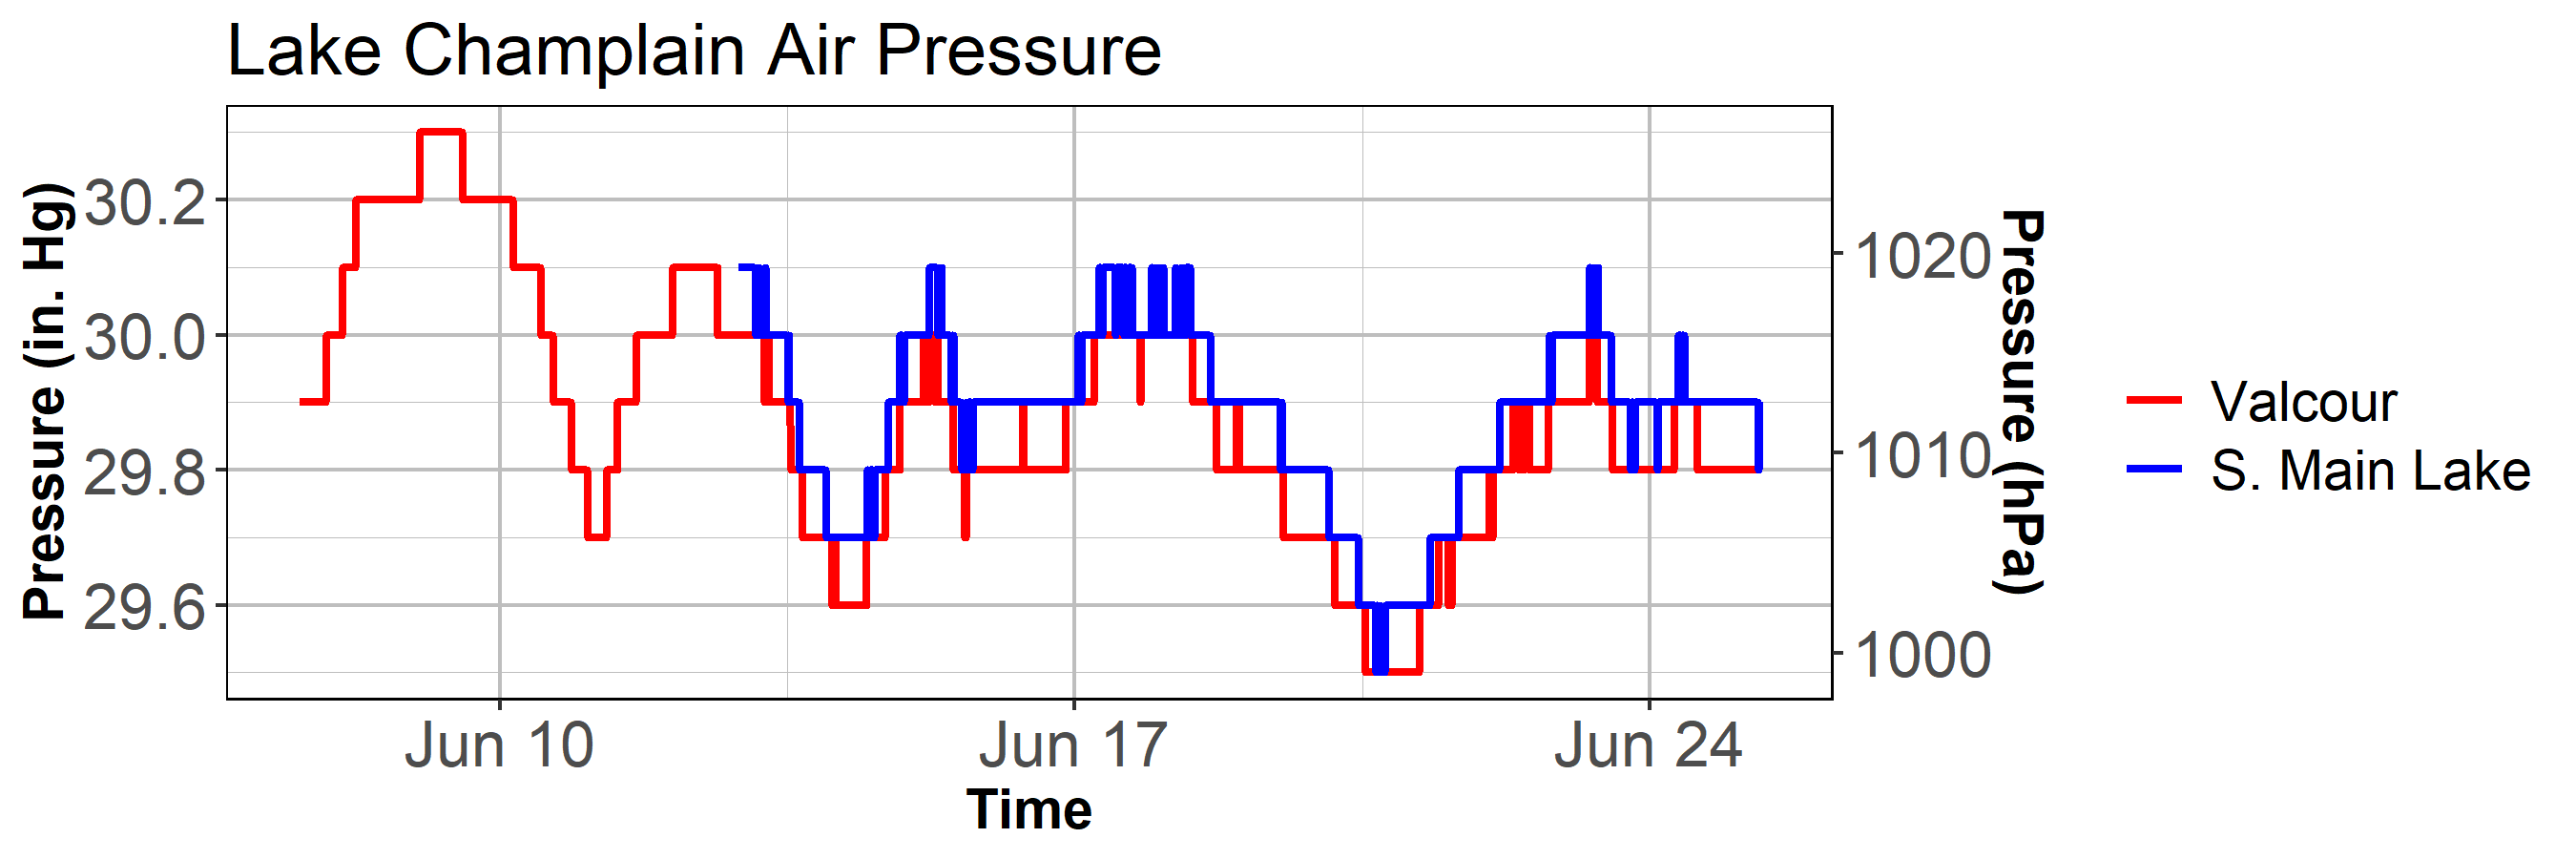 Lake Champlain Air Pressure
Pressure (in. Hg)
30.2
30.0
29.8
29.6
1020
1010
1000
Pressure (hPa)
Jun 10
Jun 17
Jun 24
Time
Valcour
S. Main Lake